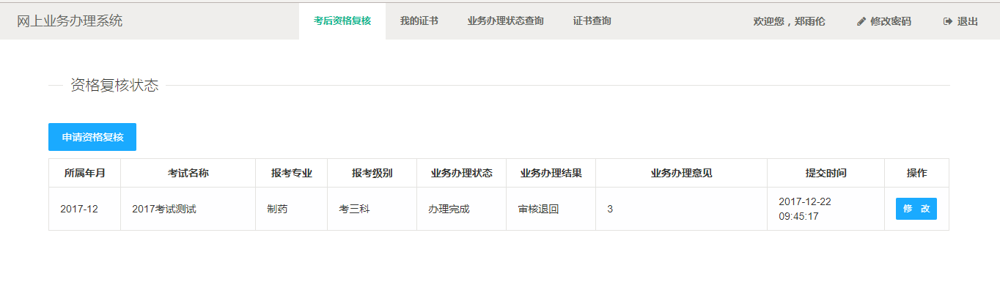 网上业务办理系统 考后资格复核 我的证书 业务办理状态查询 证书查询 欢迎您，郑雨伦 修改密码 退出
资格复核状态
申请资格复核
所属年月 考试名称 报考专业 报考级别 业务办理状态 业务办理结果 业务办理意见 提交时间 操作
2017-12 2017考试测试 制药 考三科 办理完成 审核退回 3 2017-12-22 09:45:17 修 改